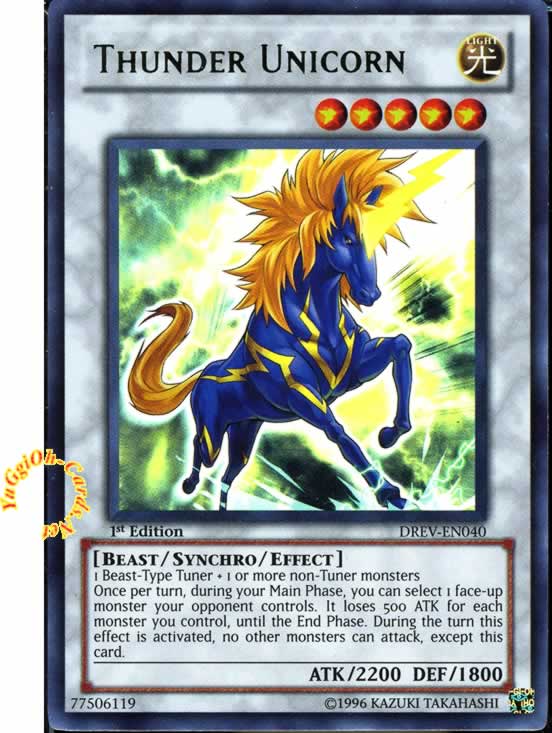 THUNDER UNICORN
LIGHT
光
1st Edition
DREV-EN040
[BEAST/SYNCHRO/EFFECT]
1 Beast-Type Tuner + 1 or more non-Tuner monsters
Once per turn, during your Main Phase, you can select 1 face-up
monster your opponent controls. It loses 500 ATK for each
monster you control, until the End Phase. During the turn this
effect is activated, no other monsters can attack, except this
card.
ATK/2200 DEF/1800
77506119
©1996 KAZUKI TAKAHASHI
YuGgiOh-Cards.Net